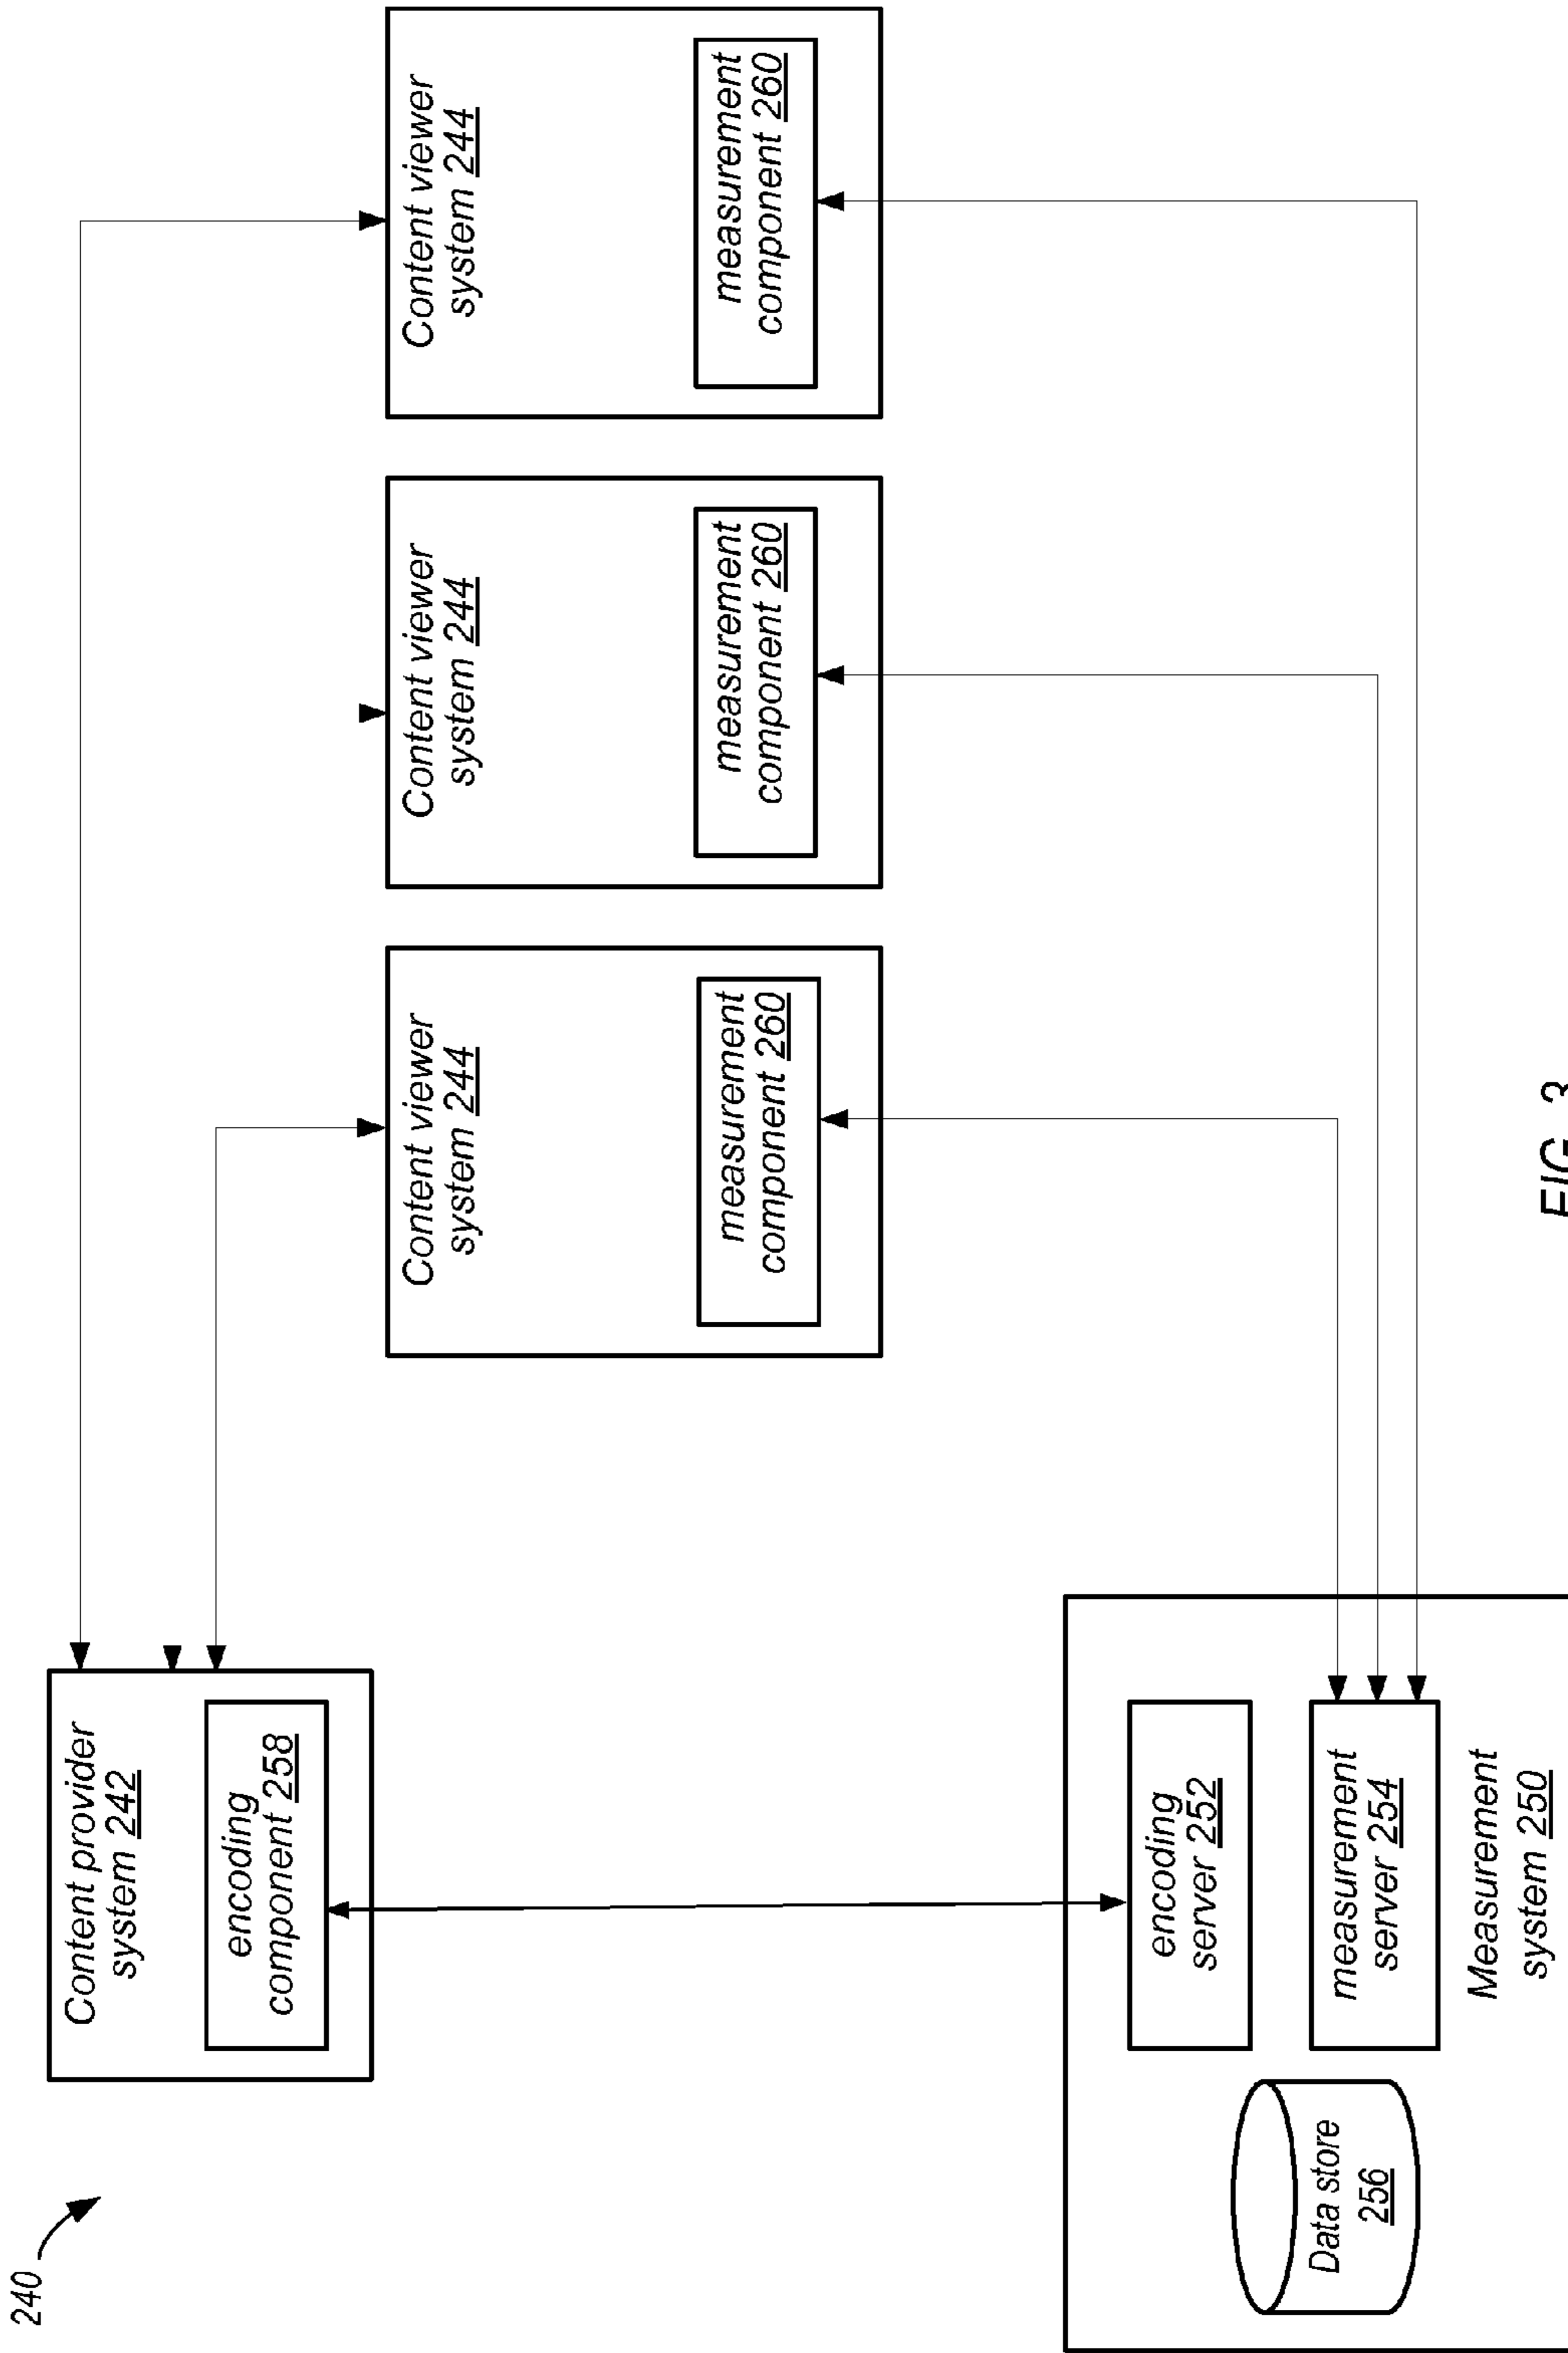 240
Content provider
system 242
encoding
component 258
Content viewer
system 244
measurement
component 260
Content viewer
system 244
measurement
component 260
Content viewer
system 244
measurement
component 260
Data store
256
encoding
server 252
measurement
server 254
Measurement
system 250
FIG. 3